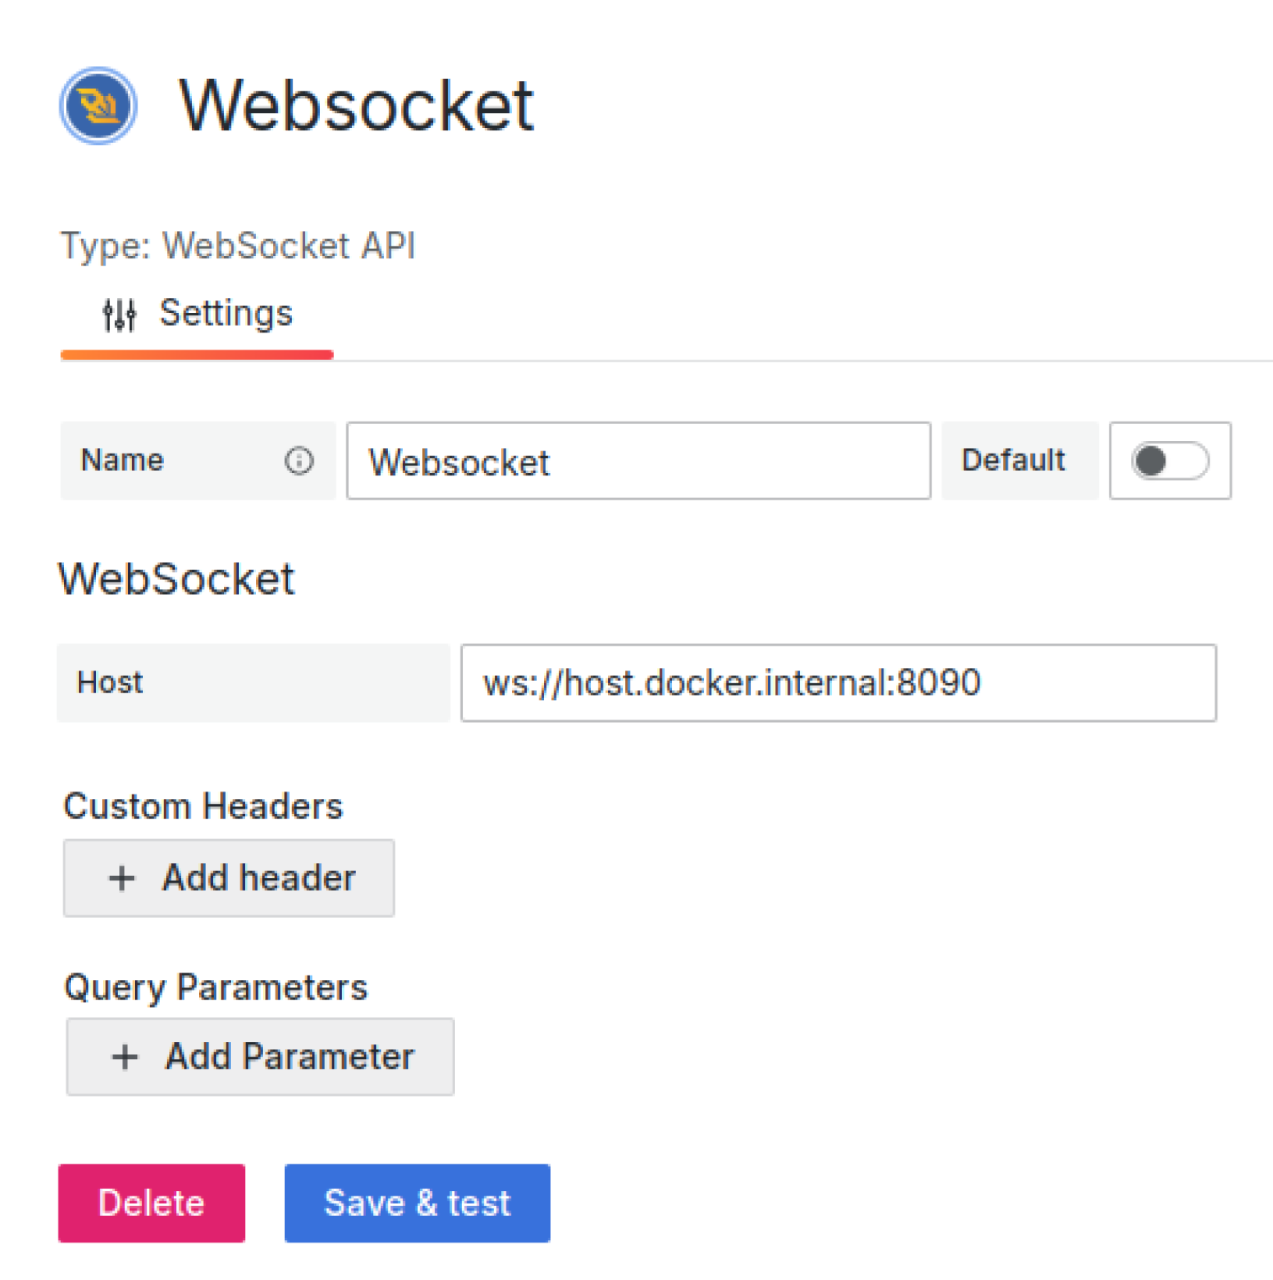 Websocket
Type: WebSocket API
Settings
Name Websocket Default
WebSocket
Host ws://host.docker.internal:8090
Custom Headers
+ Add header
Query Parameters
+ Add Parameter
Delete Save & test